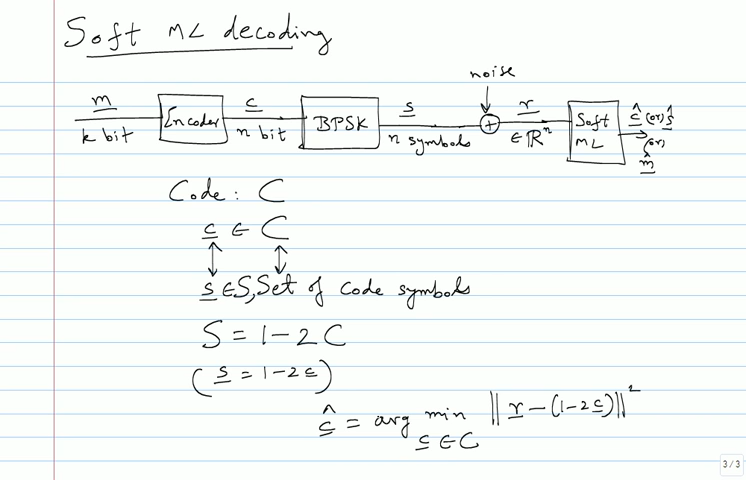 Soft ML decoding
noise
m Encoder c BPSK s + r Soft ML ĉ (or) ŝ
k bit n bit n symbols ∈ ℝⁿ (or)
m̂
Code: C
c ∈ C
s ∈ S, Set of code symbols
S = 1 - 2C
(s = 1 - 2c)
ĉ = arg min ||r - (1 - 2c)||²
c ∈ C
3 / 3